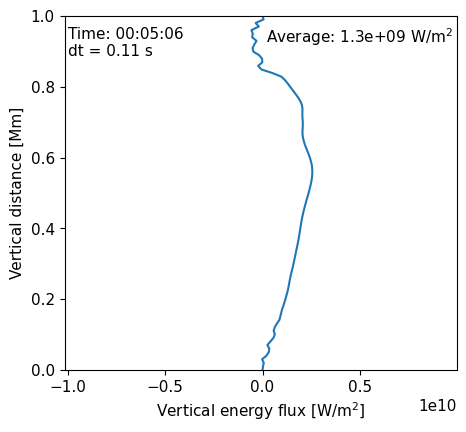 Time: 00:05:06
dt = 0.11 s
Average: 1.3e+09 W/m²
1.0
0.8
0.6
0.4
0.2
0.0
Vertical distance [Mm]
−1.0 −0.5 0.0 0.5
1e10
Vertical energy flux [W/m²]